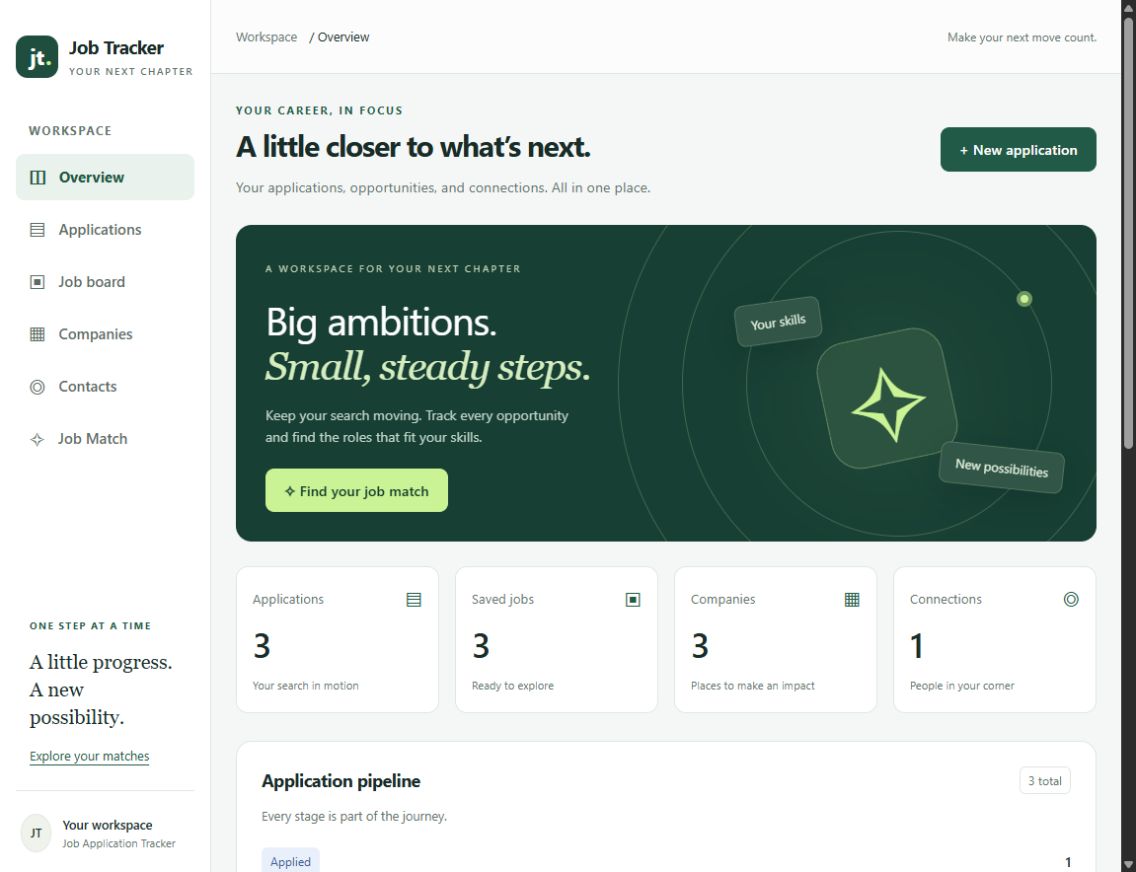 jt.
Job Tracker
YOUR NEXT CHAPTER
WORKSPACE
Overview
Applications
Job board
Companies
Contacts
Job Match
ONE STEP AT A TIME
A little progress.
A new
possibility.
Explore your matches
JT
Your workspace
Job Application Tracker
Workspace / Overview
Make your next move count.
YOUR CAREER, IN FOCUS
A little closer to what’s next.
Your applications, opportunities, and connections. All in one place.
+ New application
A WORKSPACE FOR YOUR NEXT CHAPTER
Big ambitions.
Small, steady steps.
Keep your search moving. Track every opportunity
and find the roles that fit your skills.
✧ Find your job match
Your skills
New possibilities
Applications
3
Your search in motion
Saved jobs
3
Ready to explore
Companies
3
Places to make an impact
Connections
1
People in your corner
Application pipeline
3 total
Every stage is part of the journey.
Applied
1